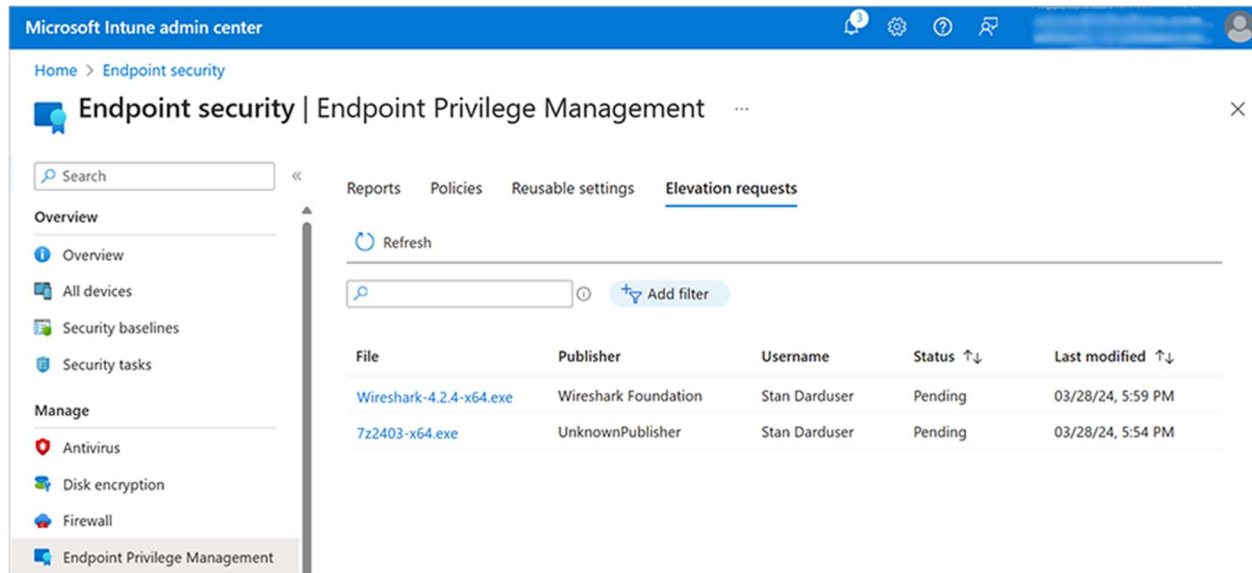 Microsoft Intune admin center
3
Home > Endpoint security
Endpoint security | Endpoint Privilege Management ...
Search
Overview
Overview
All devices
Security baselines
Security tasks
Manage
Antivirus
Disk encryption
Firewall
Endpoint Privilege Management
Reports Policies Reusable settings Elevation requests
Refresh
Add filter
File Publisher Username Status ↑↓ Last modified ↑↓
Wireshark-4.2.4-x64.exe Wireshark Foundation Stan Darduser Pending 03/28/24, 5:59 PM
7z2403-x64.exe UnknownPublisher Stan Darduser Pending 03/28/24, 5:54 PM